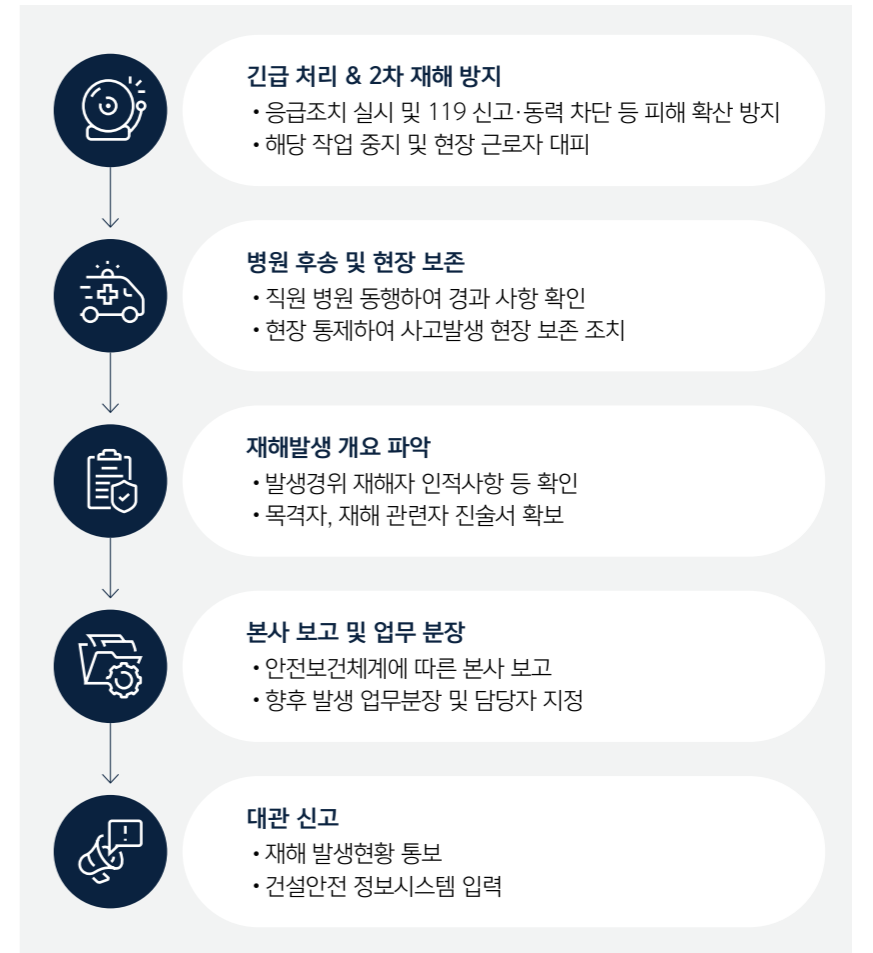 긴급 처리 & 2차 재해 방지
• 응급조치 실시 및 119 신고·동력 차단 등 피해 확산 방지
• 해당 작업 중지 및 현장 근로자 대피
병원 후송 및 현장 보존
• 직원 병원 동행하여 경과 사항 확인
• 현장 통제하여 사고발생 현장 보존 조치
재해발생 개요 파악
• 발생경위 재해자 인적사항 등 확인
• 목격자, 재해 관련자 진술서 확보
본사 보고 및 업무 분장
• 안전보건체계에 따른 본사 보고
• 향후 발생 업무분장 및 담당자 지정
대관 신고
• 재해 발생현황 통보
• 건설안전 정보시스템 입력